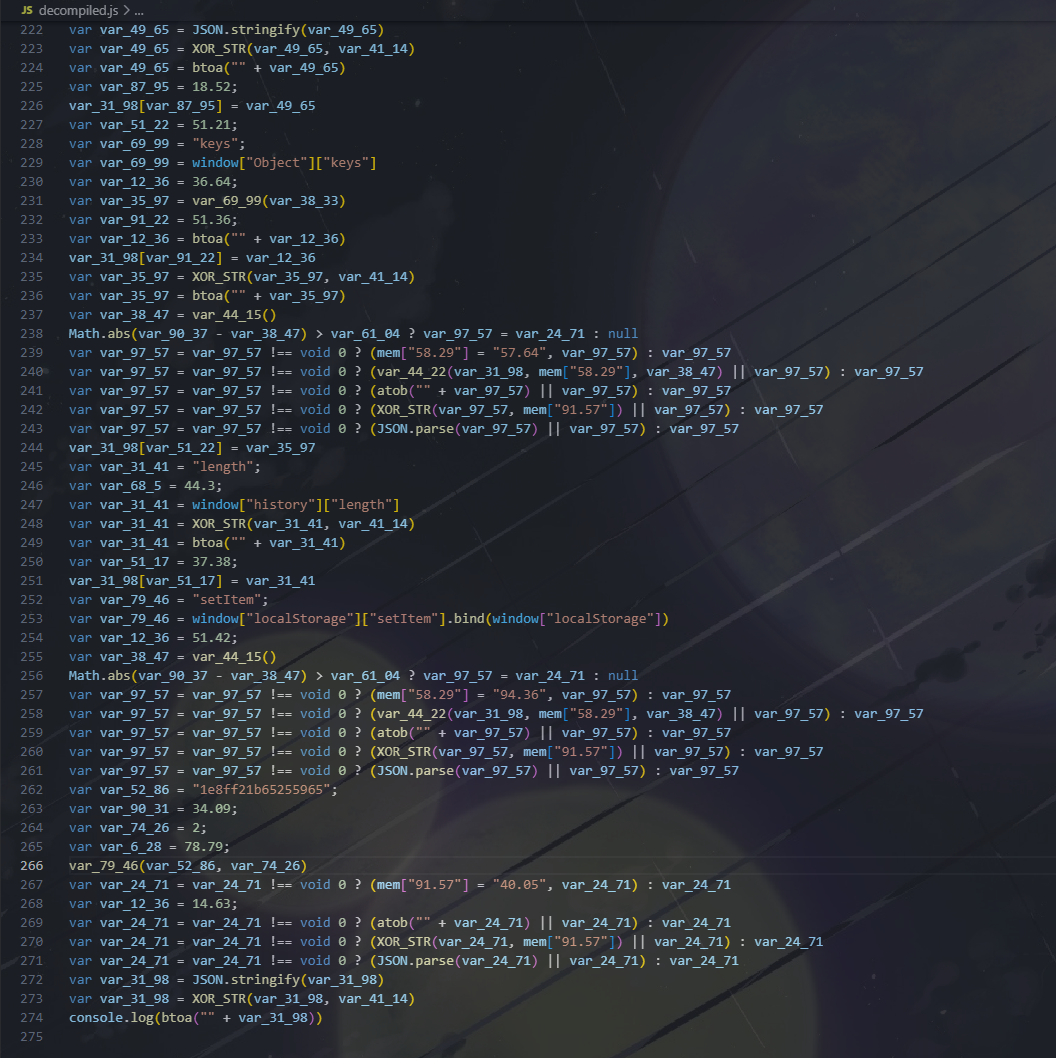 JS decompiled.js > ...
222 var var_49_65 = JSON.stringify(var_49_65)
223 var var_49_65 = XOR_STR(var_49_65, var_41_14)
224 var var_49_65 = btoa("" + var_49_65)
225 var var_87_95 = 18.52;
226 var_31_98[var_87_95] = var_49_65
227 var var_51_22 = 51.21;
228 var var_69_99 = "keys";
229 var var_69_99 = window["Object"]["keys"]
230 var var_12_36 = 36.64;
231 var var_35_97 = var_69_99(var_38_33)
232 var var_91_22 = 51.36;
233 var var_12_36 = btoa("" + var_12_36)
234 var_31_98[var_91_22] = var_12_36
235 var var_35_97 = XOR_STR(var_35_97, var_41_14)
236 var var_35_97 = btoa("" + var_35_97)
237 var var_38_47 = var_44_15()
238 Math.abs(var_90_37 - var_38_47) > var_61_04 ? var_97_57 = var_24_71 : null
239 var var_97_57 = var_97_57 !== void 0 ? (mem["58.29"] = "57.64", var_97_57) : var_97_57
240 var var_97_57 = var_97_57 !== void 0 ? (var_44_22(var_31_98, mem["58.29"], var_38_47) || var_97_57) : var_97_57
241 var var_97_57 = var_97_57 !== void 0 ? (atob("" + var_97_57) || var_97_57) : var_97_57
242 var var_97_57 = var_97_57 !== void 0 ? (XOR_STR(var_97_57, mem["91.57"]) || var_97_57) : var_97_57
243 var var_97_57 = var_97_57 !== void 0 ? (JSON.parse(var_97_57) || var_97_57) : var_97_57
244 var_31_98[var_51_22] = var_35_97
245 var var_31_41 = "length";
246 var var_68_5 = 44.3;
247 var var_31_41 = window["history"]["length"]
248 var var_31_41 = XOR_STR(var_31_41, var_41_14)
249 var var_31_41 = btoa("" + var_31_41)
250 var var_51_17 = 37.38;
251 var_31_98[var_51_17] = var_31_41
252 var var_79_46 = "setItem";
253 var var_79_46 = window["localStorage"]["setItem"].bind(window["localStorage"])
254 var var_12_36 = 51.42;
255 var var_38_47 = var_44_15()
256 Math.abs(var_90_37 - var_38_47) > var_61_04 ? var_97_57 = var_24_71 : null
257 var var_97_57 = var_97_57 !== void 0 ? (mem["58.29"] = "94.36", var_97_57) : var_97_57
258 var var_97_57 = var_97_57 !== void 0 ? (var_44_22(var_31_98, mem["58.29"], var_38_47) || var_97_57) : var_97_57
259 var var_97_57 = var_97_57 !== void 0 ? (atob("" + var_97_57) || var_97_57) : var_97_57
260 var var_97_57 = var_97_57 !== void 0 ? (XOR_STR(var_97_57, mem["91.57"]) || var_97_57) : var_97_57
261 var var_97_57 = var_97_57 !== void 0 ? (JSON.parse(var_97_57) || var_97_57) : var_97_57
262 var var_52_86 = "1e8ff21b65255965";
263 var var_90_31 = 34.09;
264 var var_74_26 = 2;
265 var var_6_28 = 78.79;
266 var_79_46(var_52_86, var_74_26)
267 var var_24_71 = var_24_71 !== void 0 ? (mem["91.57"] = "40.05", var_24_71) : var_24_71
268 var var_12_36 = 14.63;
269 var var_24_71 = var_24_71 !== void 0 ? (atob("" + var_24_71) || var_24_71) : var_24_71
270 var var_24_71 = var_24_71 !== void 0 ? (XOR_STR(var_24_71, mem["91.57"]) || var_24_71) : var_24_71
271 var var_24_71 = var_24_71 !== void 0 ? (JSON.parse(var_24_71) || var_24_71) : var_24_71
272 var var_31_98 = JSON.stringify(var_31_98)
273 var var_31_98 = XOR_STR(var_31_98, var_41_14)
274 console.log(btoa("" + var_31_98))
275